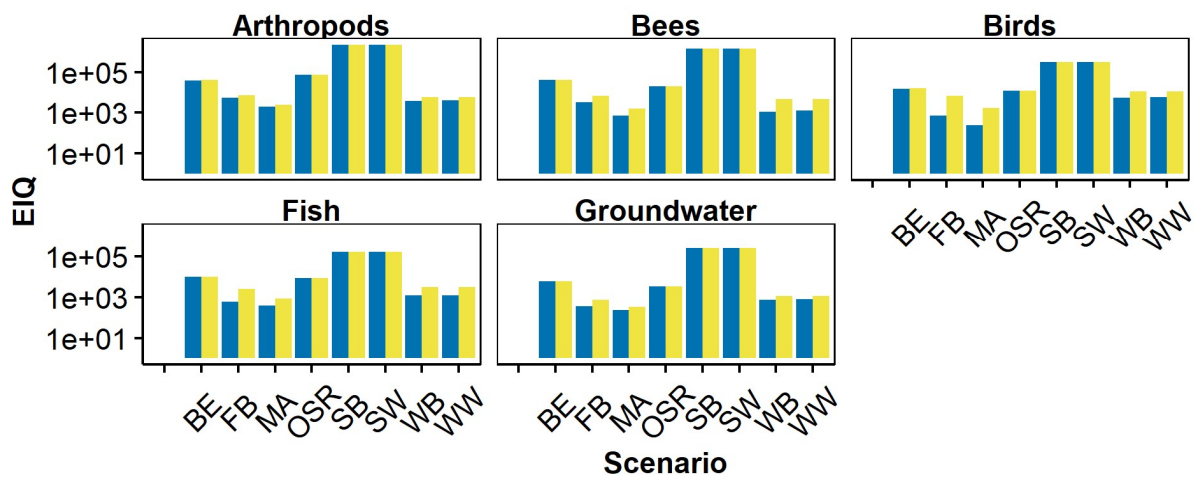 Arthropods Bees Birds
EIQ
1e+05
1e+03
1e+01
BE FB MA OSR SB SW WB WW
Fish Groundwater
1e+05
1e+03
1e+01
BE FB MA OSR SB SW WB WW BE FB MA OSR SB SW WB WW
Scenario